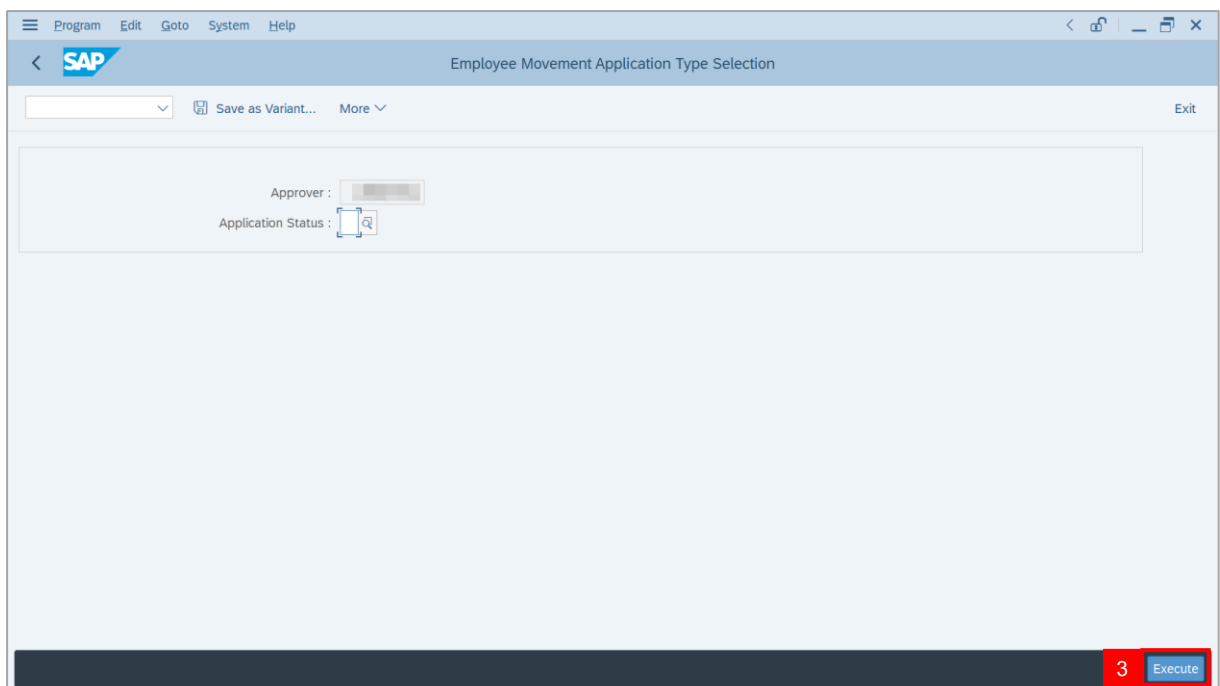 Program Edit Goto System Help
SAP Employee Movement Application Type Selection
Save as Variant... More Exit
Approver :
Application Status :
3 Execute